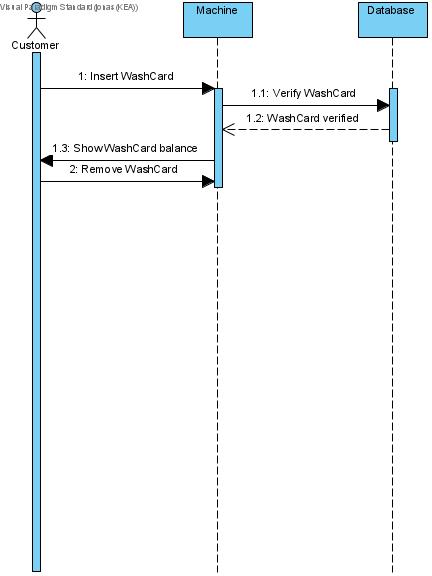 Visual Paradigm Standard(jonas(KEA))
Machine
Database
Customer
1: Insert WashCard
1.1: Verify WashCard
1.2: WashCard verified
1.3: ShowWashCard balance
2: Remove WashCard